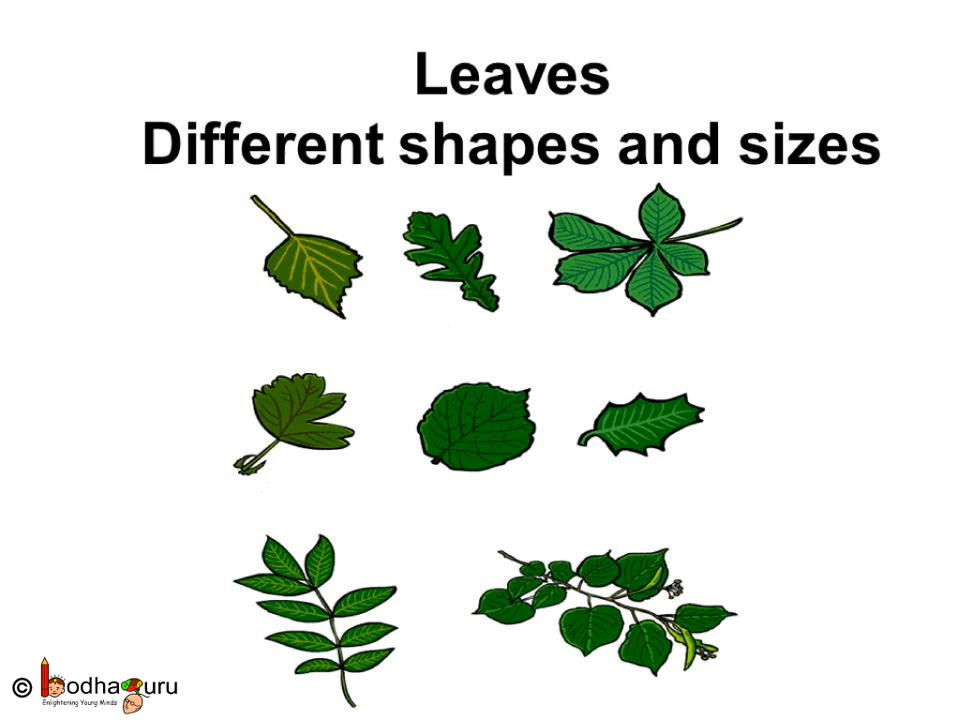 Leaves
Different shapes and sizes
© bodhaguru
Enlightening Young Minds